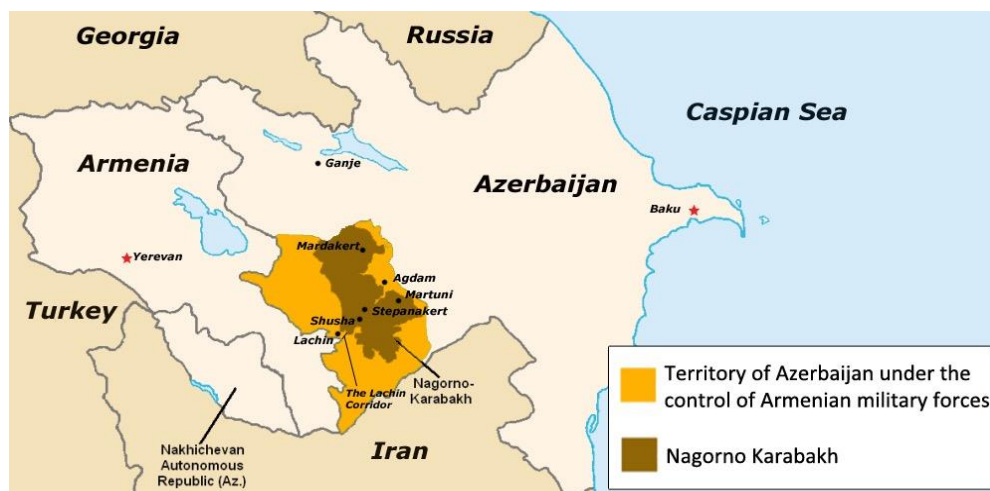 Georgia
Russia
Caspian Sea
Armenia
Ganje
Azerbaijan
Baku
Mardakert
Yerevan
Agdam
Martuni
Turkey
Stepanakert
Shusha
Lachin
The Lachin
Corridor
Nagorno-
Karabakh
Iran
Nakhichevan
Autonomous
Republic (Az.)
Territory of Azerbaijan under the
control of Armenian military forces
Nagorno Karabakh